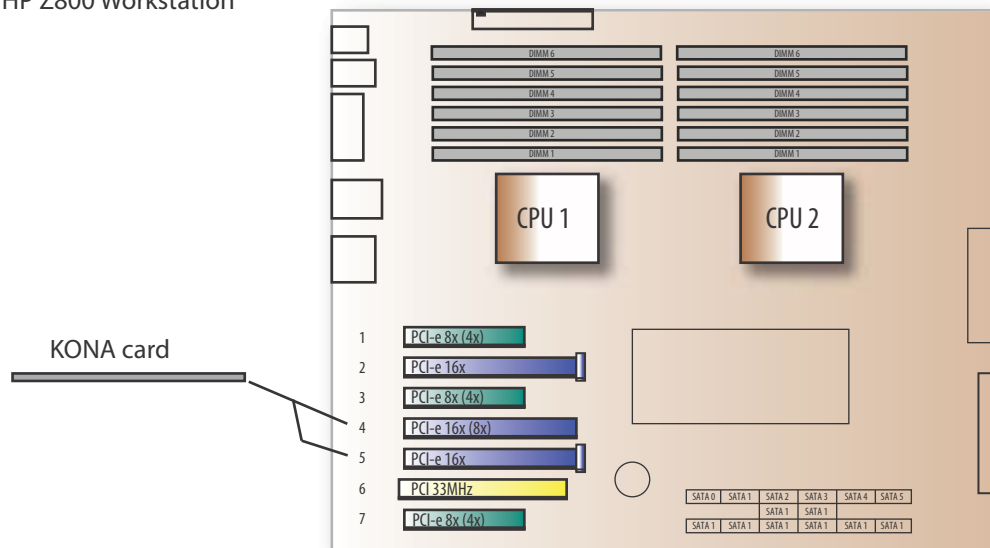 HP Z800 Workstation
DIMM 6 DIMM 6
DIMM 5 DIMM 5
DIMM 4 DIMM 4
DIMM 3 DIMM 3
DIMM 2 DIMM 2
DIMM 1 DIMM 1
CPU 1 CPU 2
KONA card
1 PCI-e 8x (4x)
2 PCI-e 16x
3 PCI-e 8x (4x)
4 PCI-e 16x (8x)
5 PCI-e 16x
6 PCI 33MHz
7 PCI-e 8x (4x)
SATA 0 SATA 1 SATA 2 SATA 3 SATA 4 SATA 5
SATA 1 SATA 1
SATA 1 SATA 1 SATA 1 SATA 1 SATA 1 SATA 1